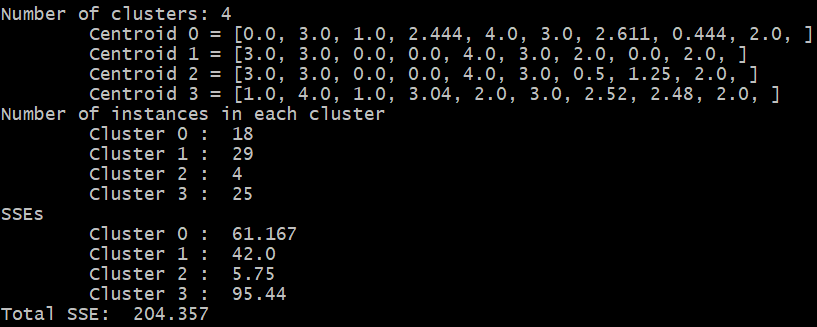 Number of clusters: 4
Centroid 0 = [0.0, 3.0, 1.0, 2.444, 4.0, 3.0, 2.611, 0.444, 2.0, ]
Centroid 1 = [3.0, 3.0, 0.0, 0.0, 4.0, 3.0, 2.0, 0.0, 2.0, ]
Centroid 2 = [3.0, 3.0, 0.0, 0.0, 4.0, 3.0, 0.5, 1.25, 2.0, ]
Centroid 3 = [1.0, 4.0, 1.0, 3.04, 2.0, 3.0, 2.52, 2.48, 2.0, ]
Number of instances in each cluster
Cluster 0 :  18
Cluster 1 :  29
Cluster 2 :  4
Cluster 3 :  25
SSEs
Cluster 0 :  61.167
Cluster 1 :  42.0
Cluster 2 :  5.75
Cluster 3 :  95.44
Total SSE:  204.357